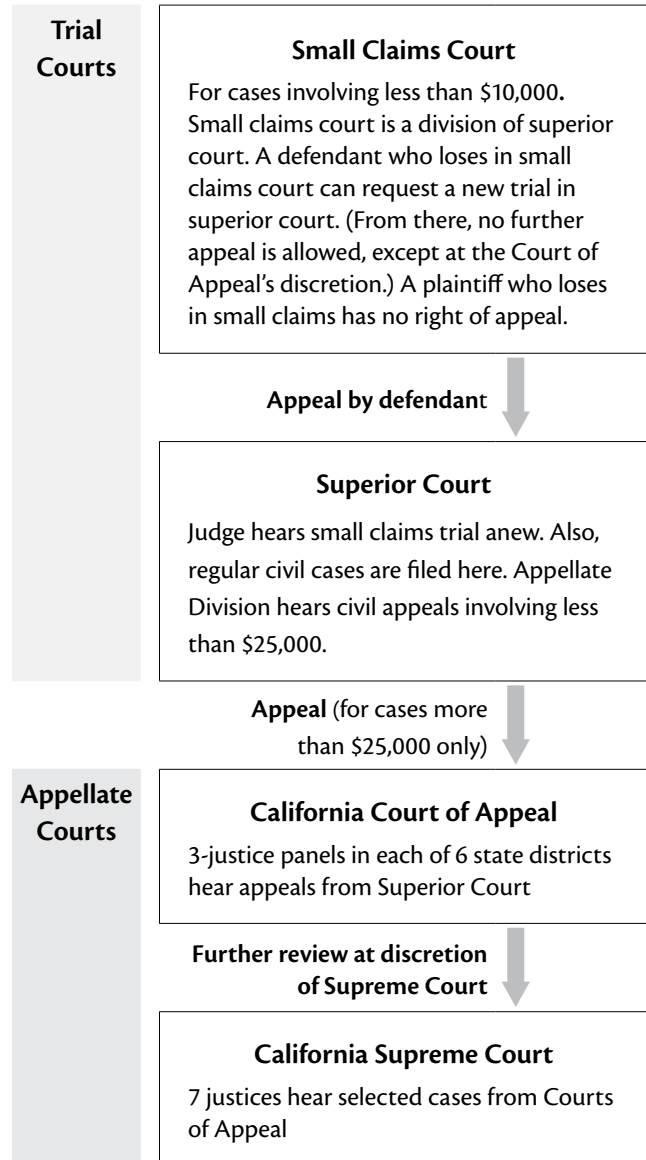 Trial
Courts
Small Claims Court
For cases involving less than $10,000.
Small claims court is a division of superior
court. A defendant who loses in small
claims court can request a new trial in
superior court. (From there, no further
appeal is allowed, except at the Court of
Appeal’s discretion.) A plaintiff who loses
in small claims has no right of appeal.
Appeal by defendant
Superior Court
Judge hears small claims trial anew. Also,
regular civil cases are filed here. Appellate
Division hears civil appeals involving less
than $25,000.
Appeal (for cases more
than $25,000 only)
Appellate
Courts
California Court of Appeal
3-justice panels in each of 6 state districts
hear appeals from Superior Court
Further review at discretion
of Supreme Court
California Supreme Court
7 justices hear selected cases from Courts
of Appeal